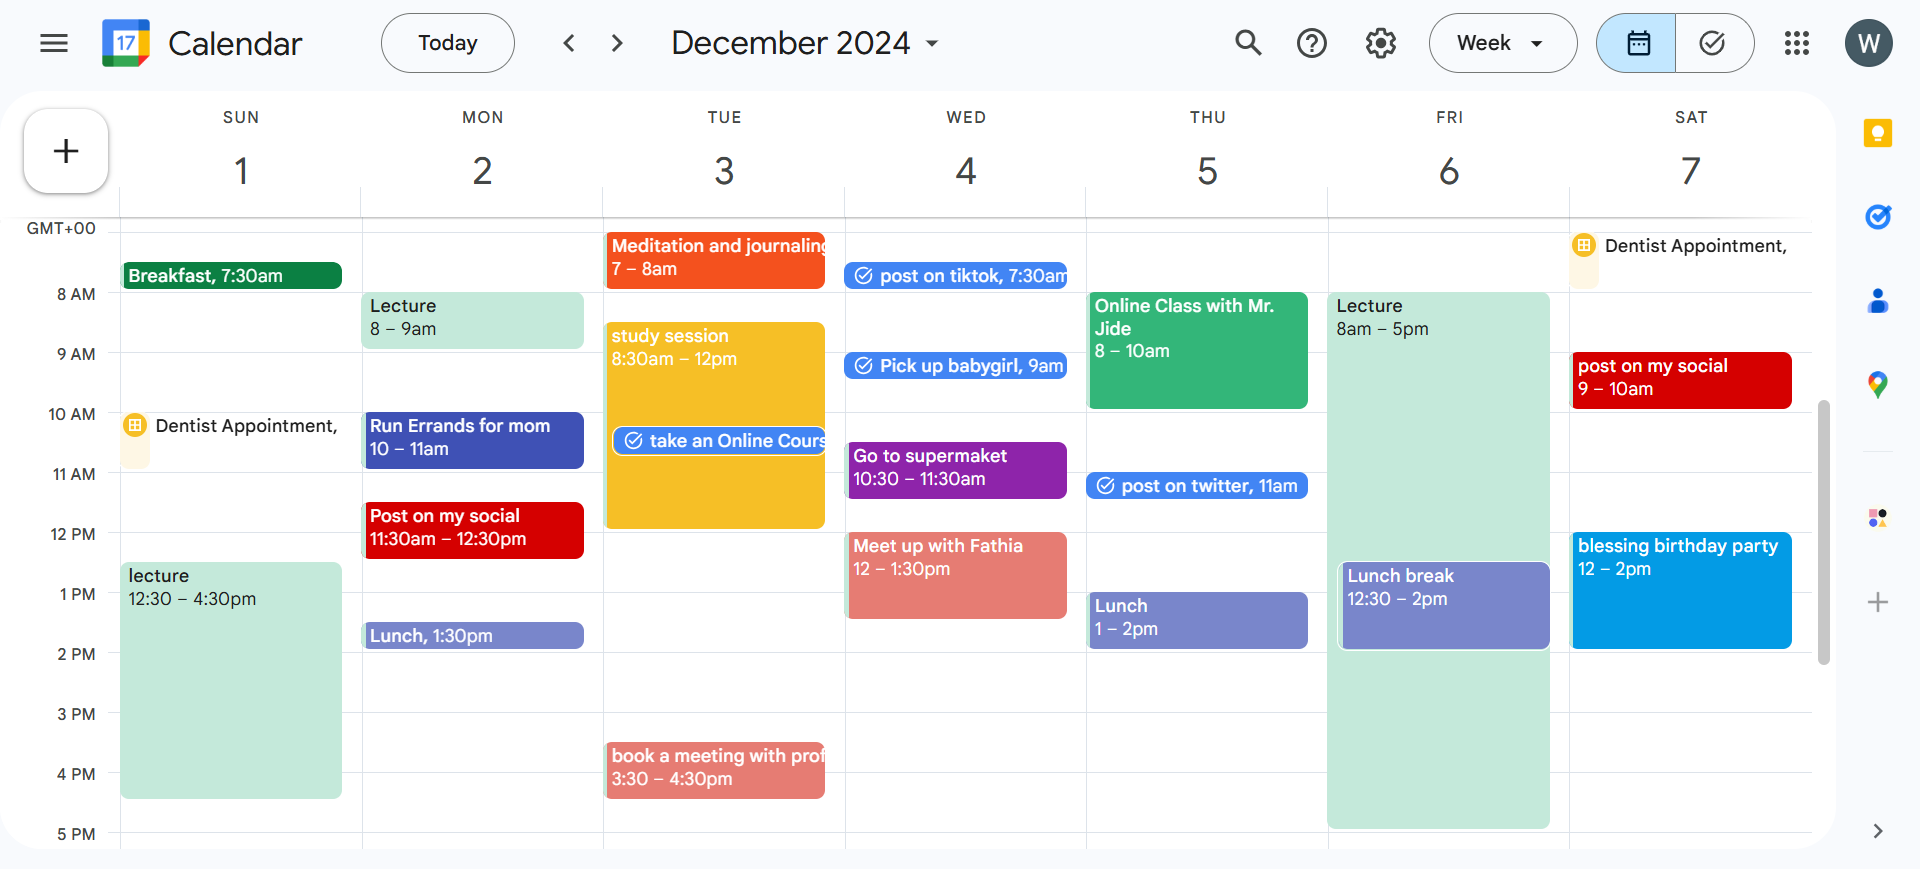 17 Calendar Today December 2024 Week W
SUN MON TUE WED THU FRI SAT
1 2 3 4 5 6 7
GMT+00
8 AM
9 AM
10 AM
11 AM
12 PM
1 PM
2 PM
3 PM
4 PM
5 PM
Breakfast, 7:30am
Dentist Appointment,
lecture
12:30 – 4:30pm
Lecture
8 – 9am
Run Errands for mom
10 – 11am
Post on my social
11:30am – 12:30pm
Lunch, 1:30pm
Meditation and journaling
7 – 8am
study session
8:30am – 12pm
take an Online Cours
book a meeting with prof
3:30 – 4:30pm
post on tiktok, 7:30am
Pick up babygirl, 9am
Go to supermaket
10:30 – 11:30am
Meet up with Fathia
12 – 1:30pm
Online Class with Mr.
Jide
8 – 10am
post on twitter, 11am
Lunch
1 – 2pm
Lecture
8am – 5pm
Lunch break
12:30 – 2pm
Dentist Appointment,
post on my social
9 – 10am
blessing birthday party
12 – 2pm